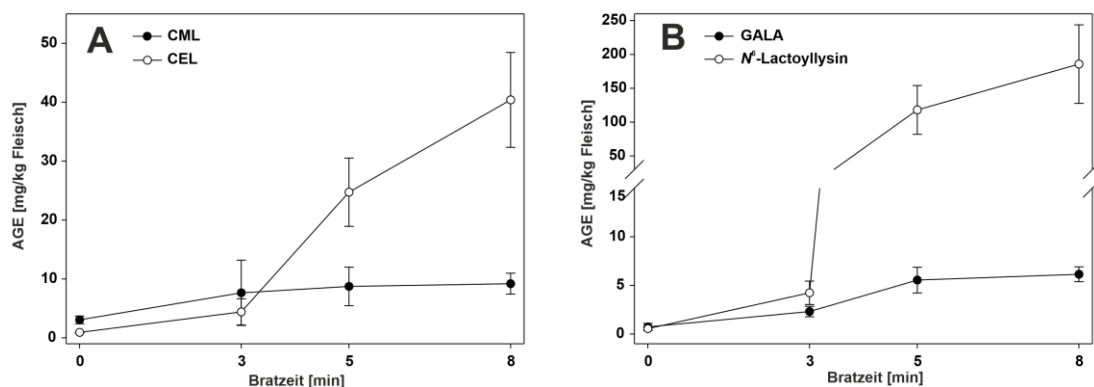 A
CML
CEL
AGE [mg/kg Fleisch]
50
40
30
20
10
0
0 3 5 8
Bratzeit [min]
B
GALA
N⁶-Lactoyllysin
AGE [mg/kg Fleisch]
250
200
150
100
50
15
10
5
0
0 3 5 8
Bratzeit [min]